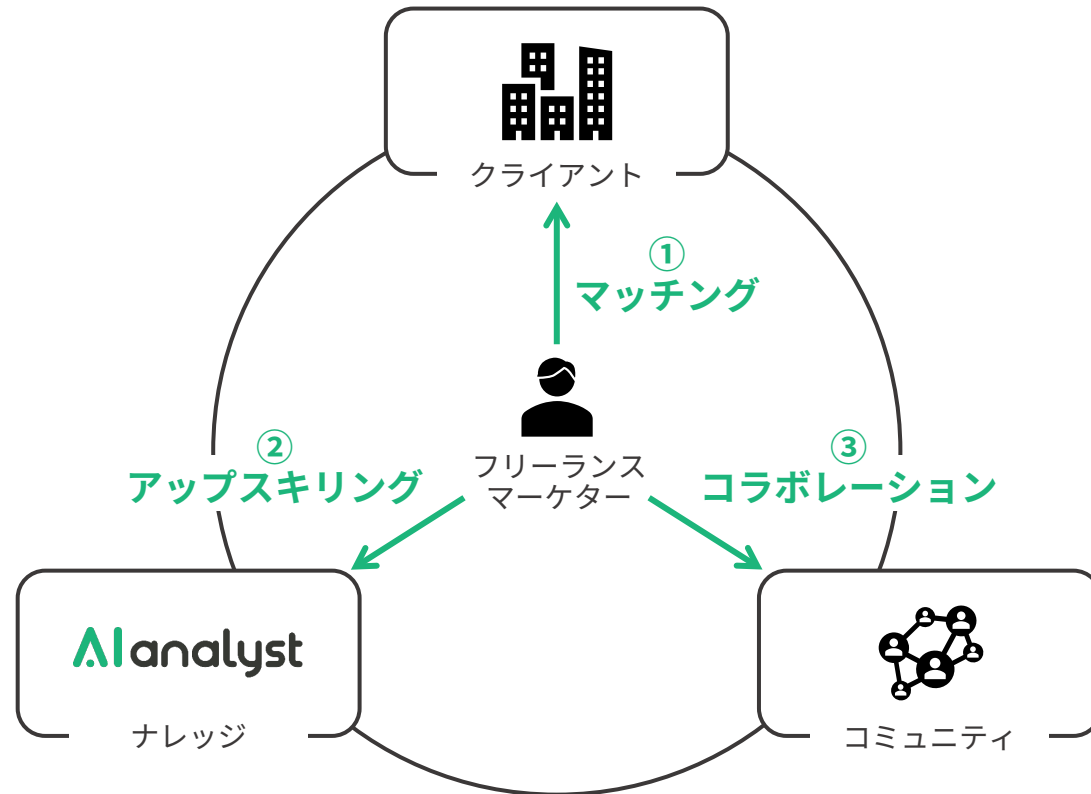 クライアント
①
マッチング
フリーランス
マーケター
②
アップスキリング
③
コラボレーション
AI analyst
ナレッジ
コミュニティ